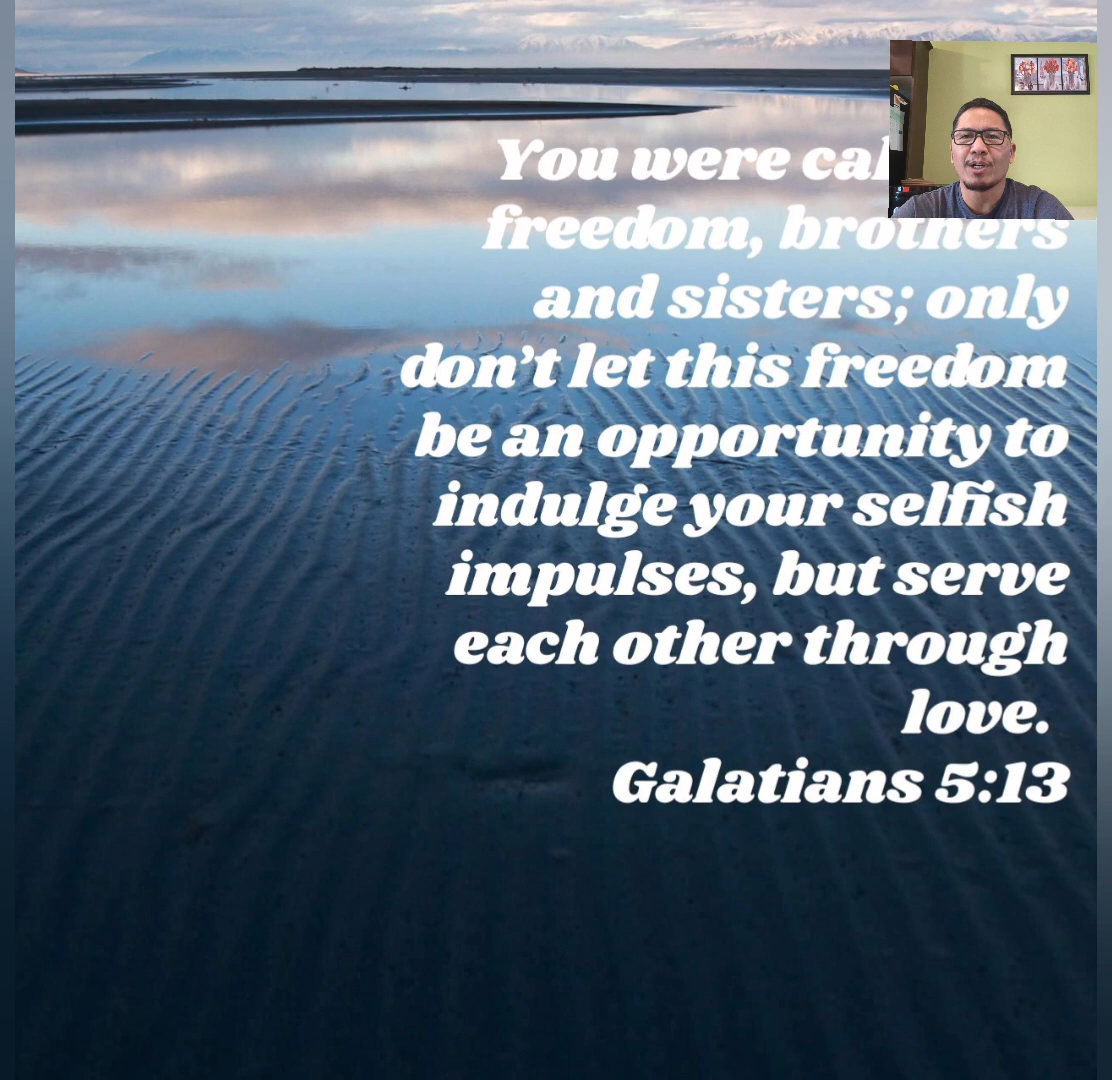 You were cal
freedom, brothers
and sisters; only
don’t let this freedom
be an opportunity to
indulge your selfish
impulses, but serve
each other through
love.
Galatians 5:13